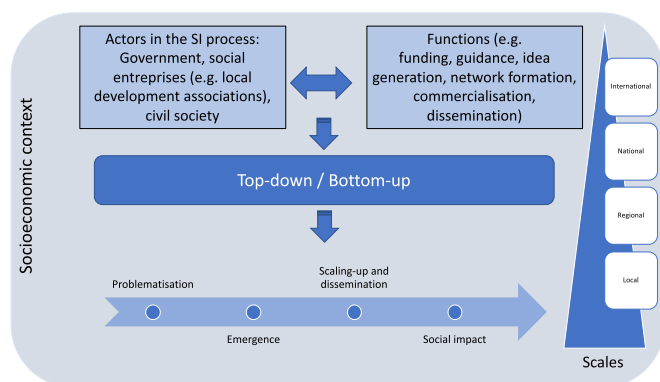 Socioeconomic context
Actors in the SI process:
Government, social
entreprises (e.g. local
development associations),
civil society
Functions (e.g.
funding, guidance, idea
generation, network formation,
commercialisation,
dissemination)
Top-down / Bottom-up
Problematisation
Emergence
Scaling-up and
dissemination
Social impact
International
National
Regional
Local
Scales